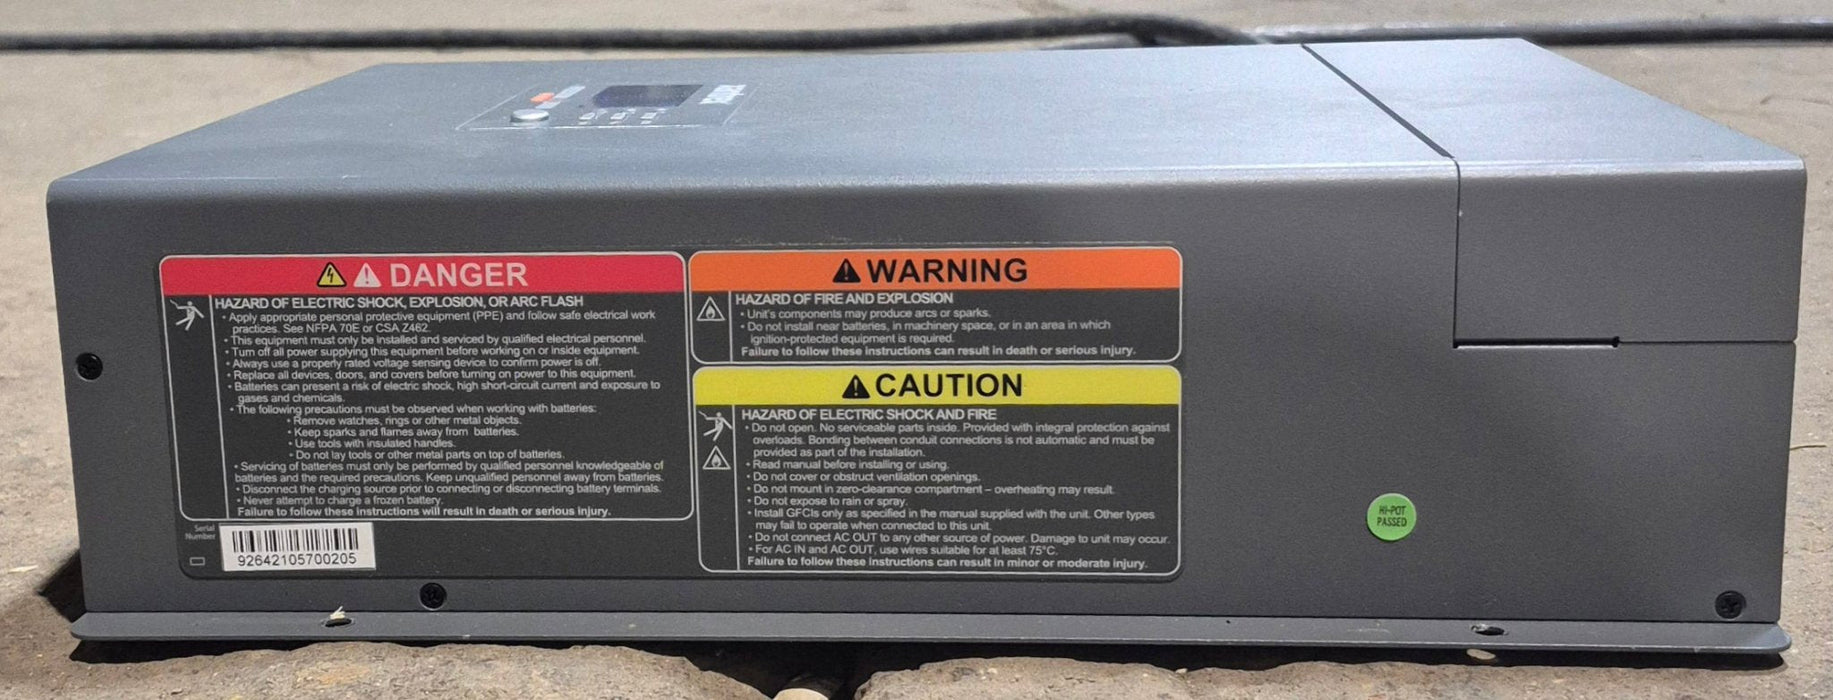 DANGER
HAZARD OF ELECTRIC SHOCK, EXPLOSION, OR ARC FLASH
• Apply appropriate personal protective equipment (PPE) and follow safe electrical work
practices. See NFPA 70E or CSA Z462.
• This equipment must only be installed and serviced by qualified electrical personnel.
• Turn off all power supplying this equipment before working on or inside equipment.
• Always use a properly rated voltage sensing device to confirm power is off.
• Replace all devices, doors, and covers before turning on power to this equipment.
• Batteries can present a risk of electric shock, high short-circuit current and exposure to
gases and chemicals.
• The following precautions must be observed when working with batteries:
• Remove watches, rings or other metal objects.
• Keep sparks and flames away from batteries.
• Use tools with insulated handles.
• Do not lay tools or other metal parts on top of batteries.
• Servicing of batteries must only be performed by qualified personnel knowledgeable of
batteries and the required precautions. Keep unqualified personnel away from batteries.
• Disconnect the charging source prior to connecting or disconnecting battery terminals.
• Never attempt to charge a frozen battery.
Failure to follow these instructions will result in death or serious injury.
Serial
Number
92642105700205
WARNING
HAZARD OF FIRE AND EXPLOSION
• Unit's components may produce arcs or sparks.
• Do not install near batteries, in machinery space, or in an area in which
ignition-protected equipment is required.
Failure to follow these instructions can result in death or serious injury.
CAUTION
HAZARD OF ELECTRIC SHOCK AND FIRE
• Do not open. No serviceable parts inside. Provided with integral protection against
overloads. Bonding between conduit connections is not automatic and must be
provided as part of the installation.
• Read manual before installing or using.
• Do not cover or obstruct ventilation openings.
• Do not mount in zero-clearance compartment – overheating may result.
• Do not expose to rain or spray.
• Install GFCIs only as specified in the manual supplied with the unit. Other types
may fail to operate when connected to this unit.
• Do not connect AC OUT to any other source of power. Damage to unit may occur.
• For AC IN and AC OUT, use wires suitable for at least 75°C.
Failure to follow these instructions can result in minor or moderate injury.
HI-POT
PASSED